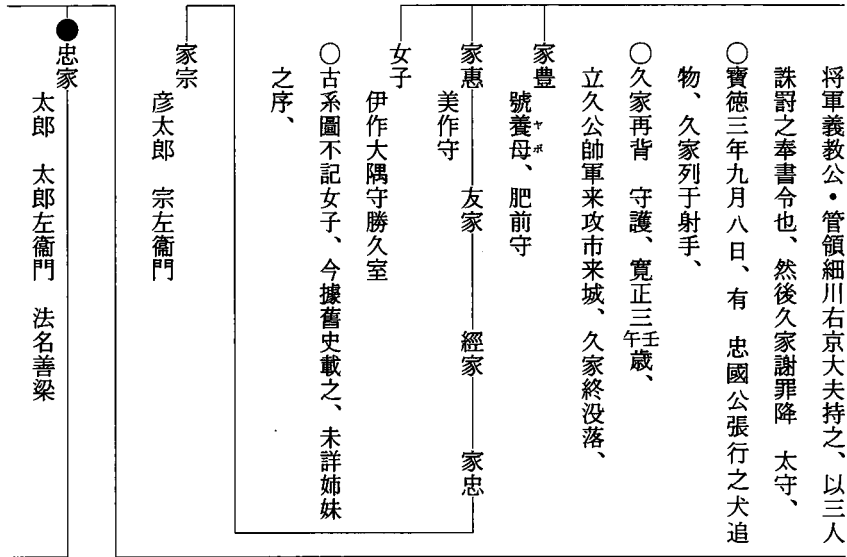 将軍義教公・管領細川右京大夫持之、以三人
誅罸之奉書令也、然後久家謝罪降　太守、
○寳徳三年九月八日、有　忠國公張行之犬追
物、久家列于射手、
○久家再背　守護、寛正三壬午歳、
立久公帥軍来攻市来城、久家終没落、
家豊
號養母、肥前守
ヤボ
家惠　友家　經家　家忠
美作守
女子
伊作大隅守勝久室
○古系圖不記女子、今據舊史載之、未詳姉妹
之序、
家宗
彦太郎　宗左衞門
●忠家
太郎　太郎左衞門　法名善梁